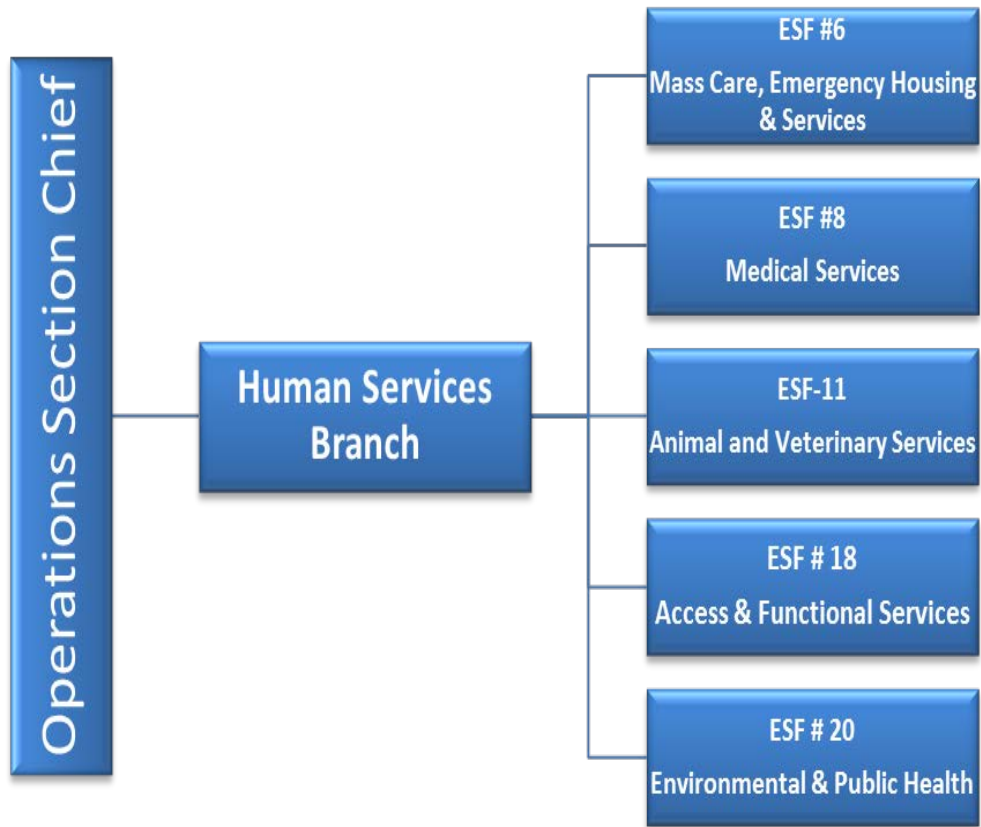 Operations Section Chief
Human Services
Branch
ESF #6
Mass Care, Emergency Housing
& Services
ESF #8
Medical Services
ESF-11
Animal and Veterinary Services
ESF # 18
Access & Functional Services
ESF # 20
Environmental & Public Health